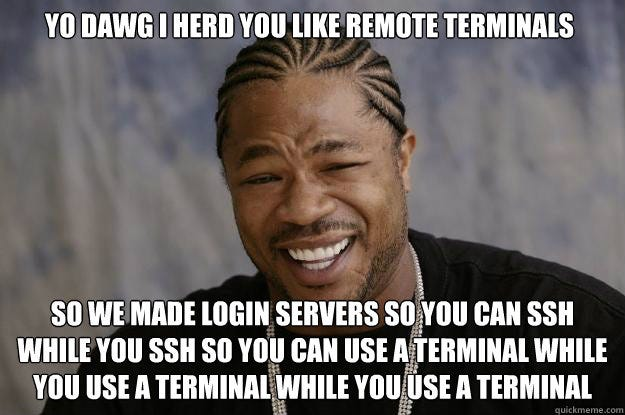 YO DAWG I HERD YOU LIKE REMOTE TERMINALS
SO WE MADE LOGIN SERVERS SO YOU CAN SSH
WHILE YOU SSH SO YOU CAN USE A TERMINAL WHILE
YOU USE A TERMINAL WHILE YOU USE A TERMINAL
quickmeme.com